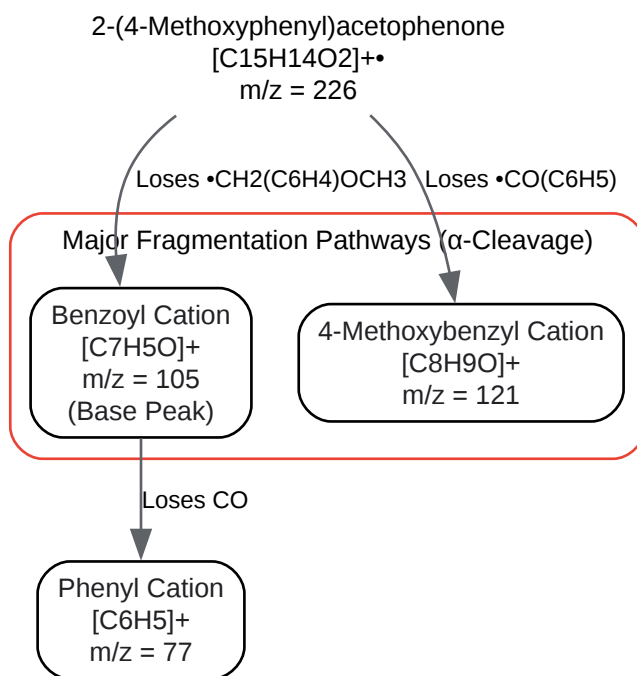 2-(4-Methoxyphenyl)acetophenone
[C15H14O2]+•
m/z = 226
Loses •CH2(C6H4)OCH3
Loses •CO(C6H5)
Major Fragmentation Pathways (α-Cleavage)
Benzoyl Cation
[C7H5O]+
m/z = 105
(Base Peak)
4-Methoxybenzyl Cation
[C8H9O]+
m/z = 121
Loses CO
Phenyl Cation
[C6H5]+
m/z = 77